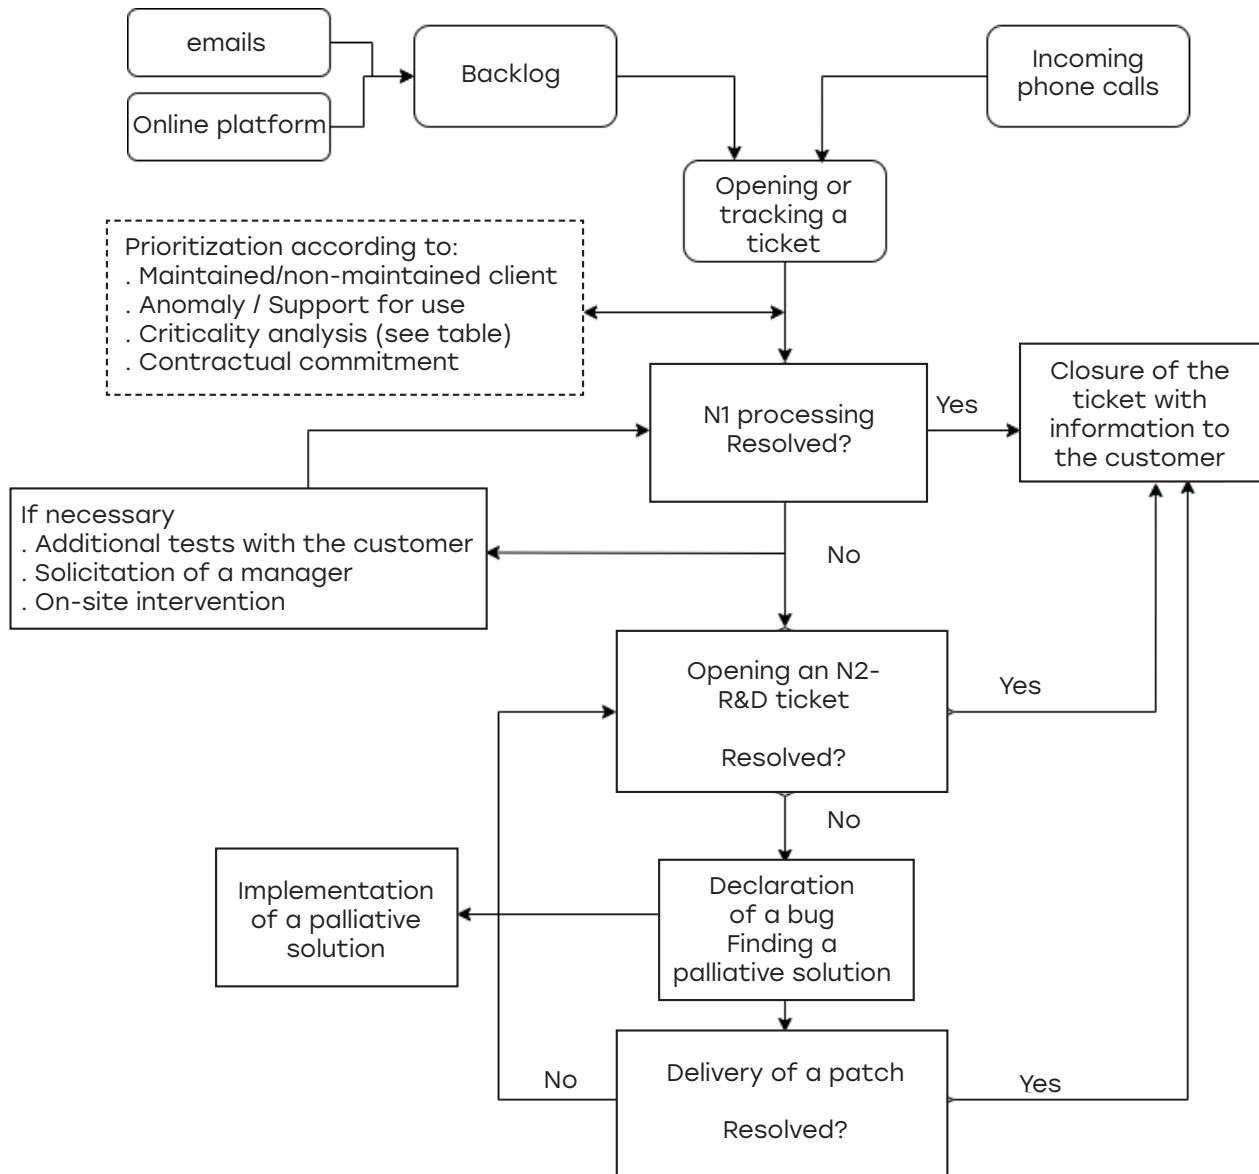 emails
Backlog
Incoming
phone calls
Online platform
Opening or
tracking a
ticket
Prioritization according to:
. Maintained/non-maintained client
. Anomaly / Support for use
. Criticality analysis (see table)
. Contractual commitment
N1 processing
Resolved?
Yes
Closure of the
ticket with
information to
the customer
If necessary
. Additional tests with the customer
. Solicitation of a manager
. On-site intervention
No
Opening an N2-
R&D ticket
Resolved?
Yes
No
Implementation
of a palliative
solution
Declaration
of a bug
Finding a
palliative solution
No
Delivery of a patch
Resolved?
Yes